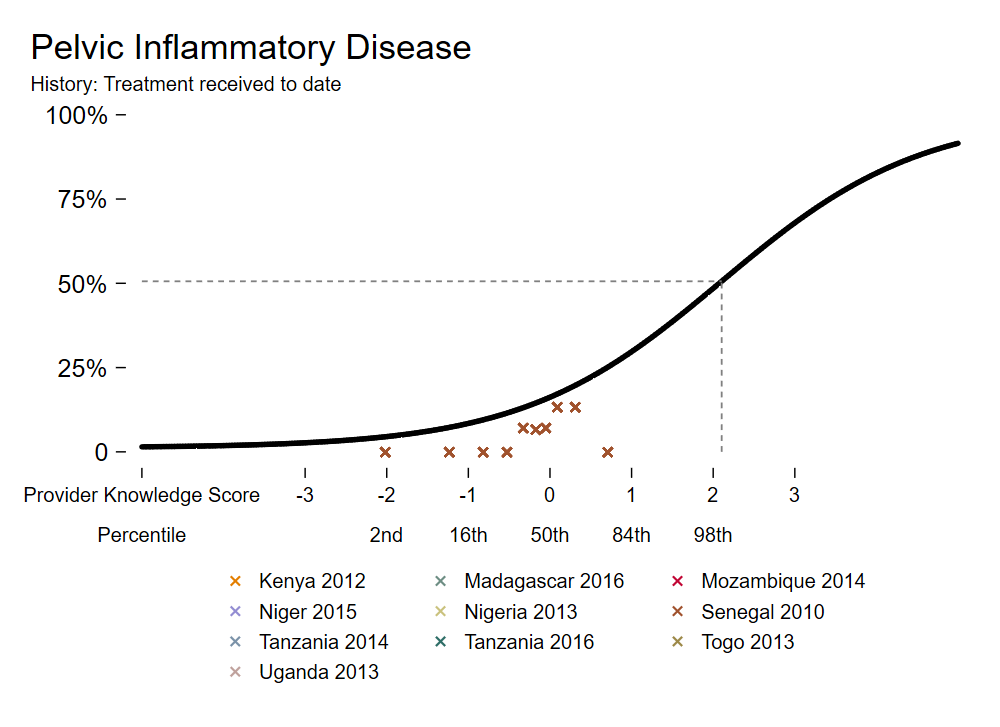 Pelvic Inflammatory Disease
History: Treatment received to date
100%
75%
50%
25%
0
Provider Knowledge Score -3 -2 -1 0 1 2 3
Percentile 2nd 16th 50th 84th 98th
Kenya 2012 Madagascar 2016 Mozambique 2014
Niger 2015 Nigeria 2013 Senegal 2010
Tanzania 2014 Tanzania 2016 Togo 2013
Uganda 2013